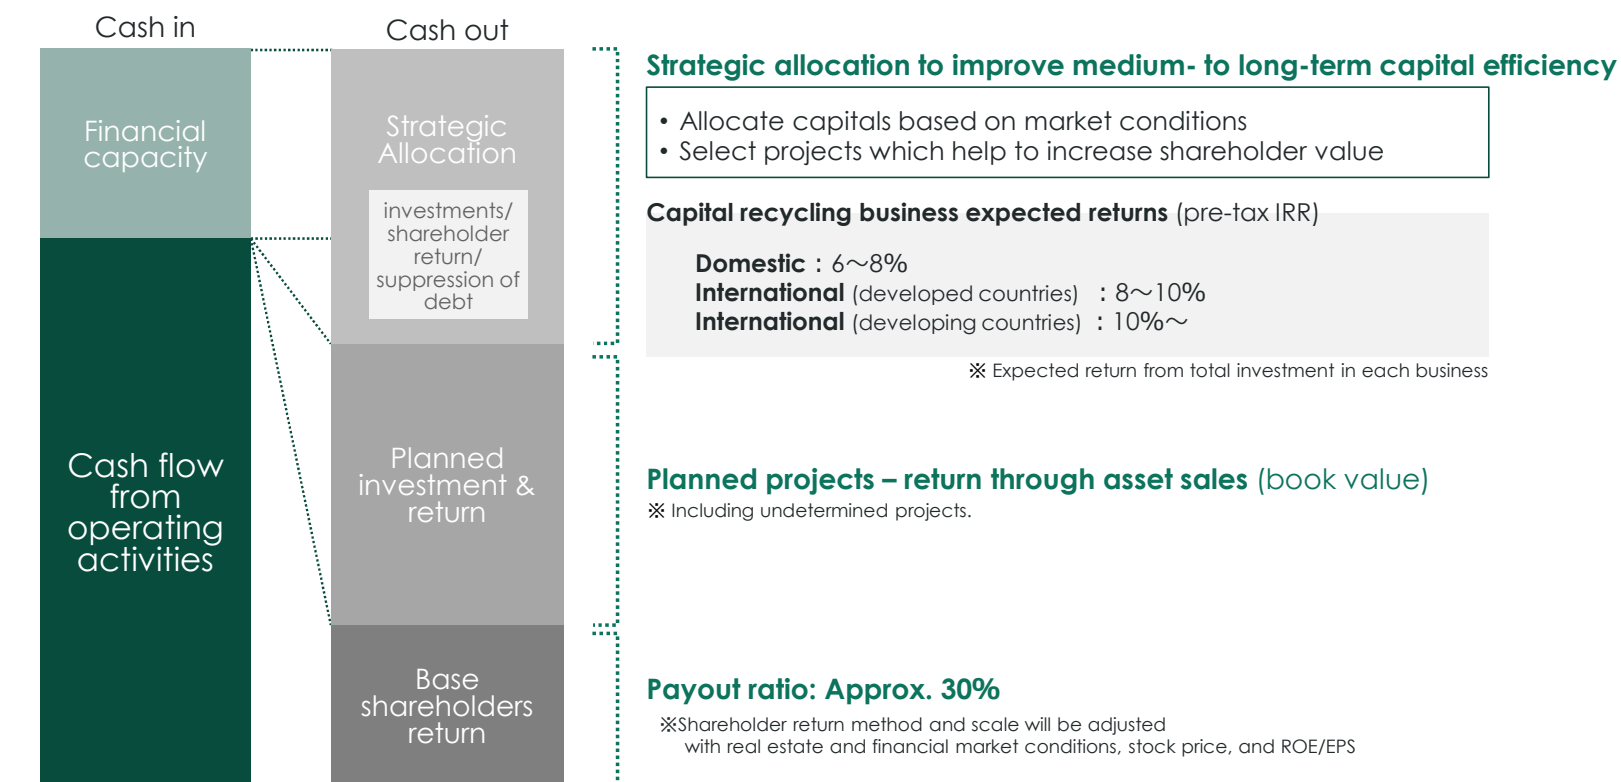 Cash in
Cash out
Financial
capacity
Cash flow
from
operating
activities
Strategic
Allocation
investments/
shareholder
return/
suppression of
debt
Planned
investment &
return
Base
shareholders
return
Strategic allocation to improve medium- to long-term capital efficiency
• Allocate capitals based on market conditions
• Select projects which help to increase shareholder value
Capital recycling business expected returns (pre-tax IRR)
Domestic：6～8%
International (developed countries) ：8～10%
International (developing countries) ：10%～
※ Expected return from total investment in each business
Planned projects – return through asset sales (book value)
※ Including undetermined projects.
Payout ratio: Approx. 30%
※Shareholder return method and scale will be adjusted
with real estate and financial market conditions, stock price, and ROE/EPS